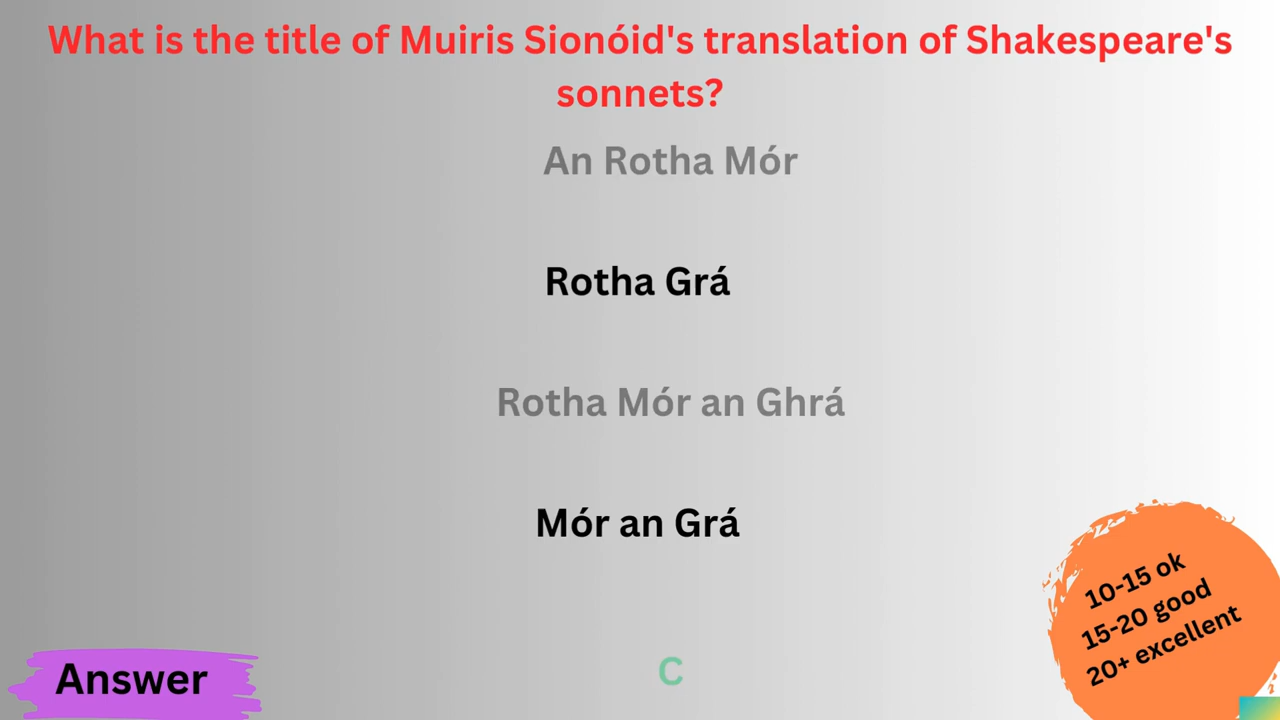 What is the title of Muiris Sionóid's translation of Shakespeare's
sonnets?
An Rotha Mór
Rotha Grá
Rotha Mór an Ghrá
Mór an Grá
10-15 ok
15-20 good
20+ excellent
Answer
C